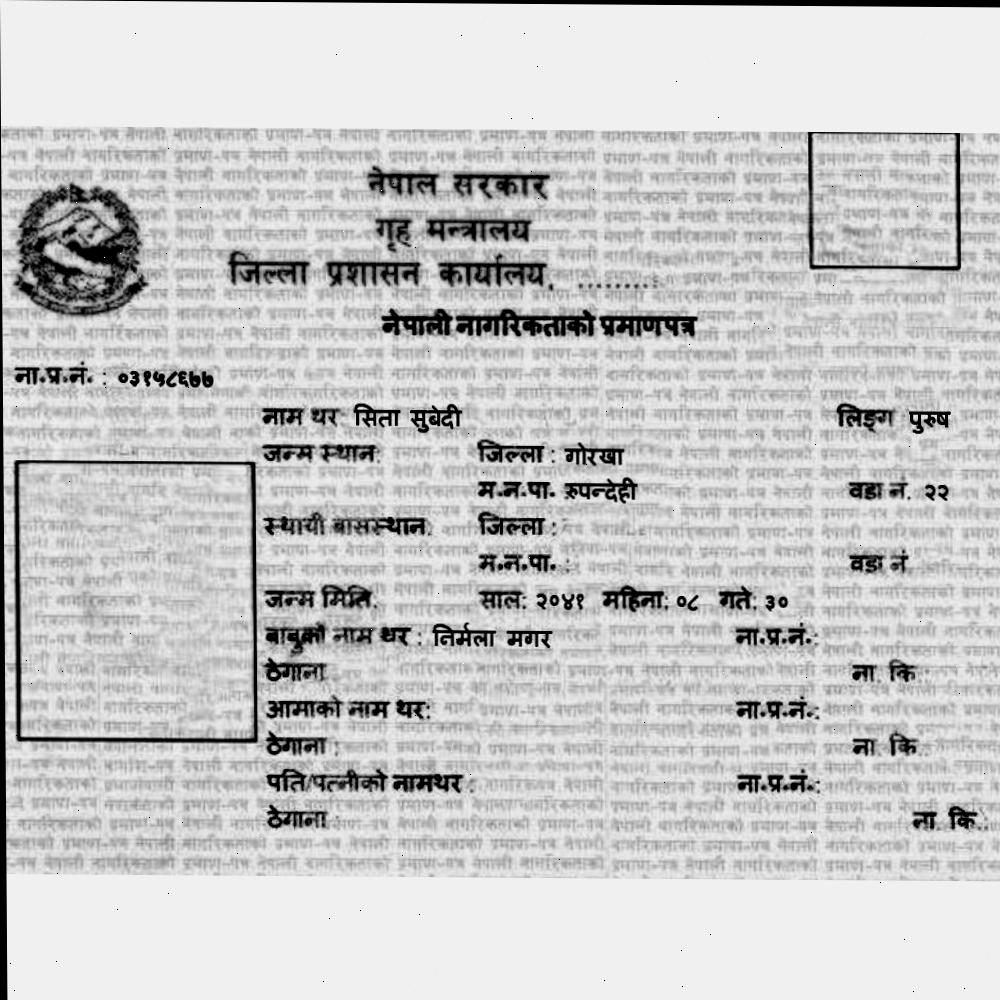 नेपाल सरकार
गृह मन्त्रालय
जिल्ला प्रशासन कार्यालय, .........
नेपाली नागरिकताको प्रमाणपत्र
ना.प्र.नं. : ०३१५८६७७
नाम थर: सिता सुबेदी लिङ्ग पुरुष
जन्म स्थान: जिल्ला : गोरखा
म.न.पा. रुपन्देही वडा नं. २२
स्थायी बासस्थान: जिल्ला :
म.न.पा. : वडा नं
जन्म मिति: साल: २०४१ महिना: ०८ गते: ३०
बाबुको नाम थर : निर्मला मगर ना.प्र.नं.:
ठेगाना ना. कि.:
आमाको नाम थर: ना.प्र.नं.:
ठेगाना : ना. कि.
पति/पत्नीको नामथर : ना.प्र.नं.:
ठेगाना : ना. कि.: